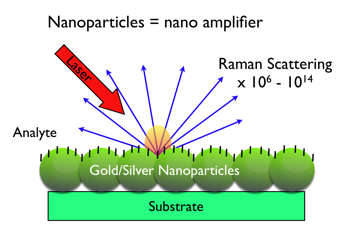 Nanoparticles = nano amplifier
Laser
Raman Scattering
x 10⁶ - 10¹⁴
Analyte
Gold/Silver Nanoparticles
Substrate